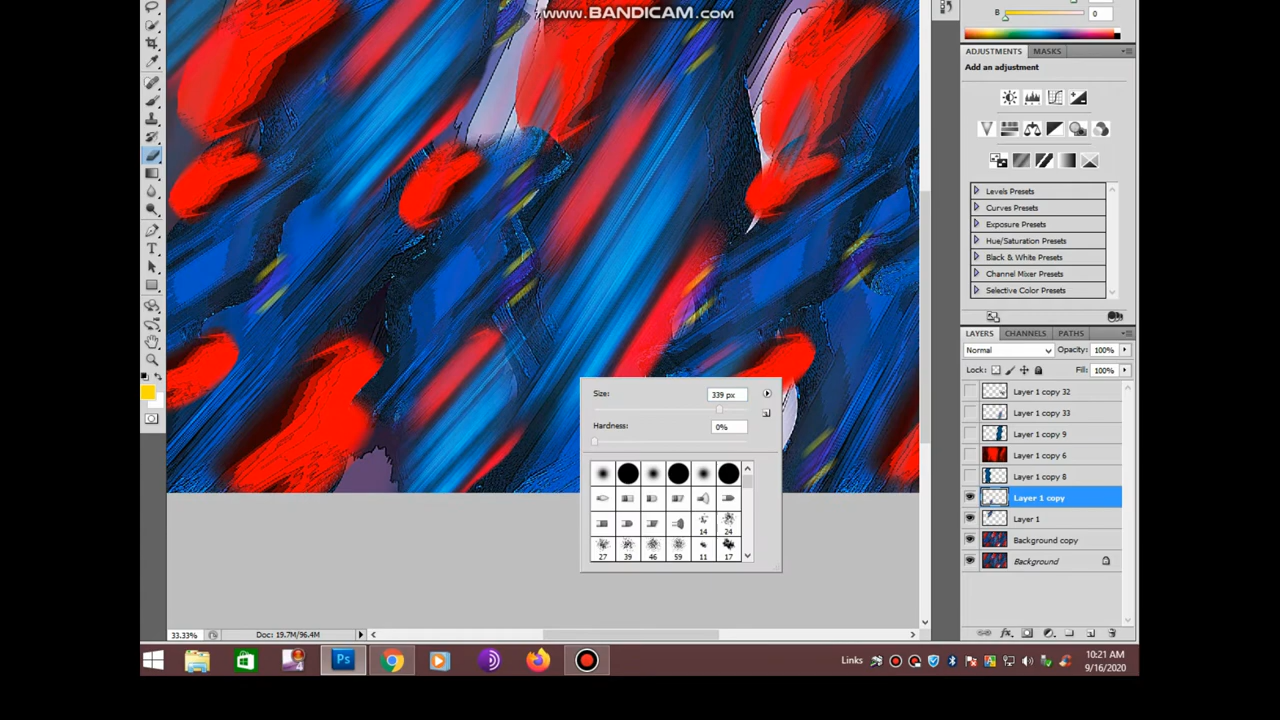 www.BANDICAM.com
B 0
ADJUSTMENTS MASKS
Add an adjustment
Levels Presets
Curves Presets
Exposure Presets
Hue/Saturation Presets
Black & White Presets
Channel Mixer Presets
Selective Color Presets
LAYERS CHANNELS PATHS
Normal Opacity: 100%
Lock: Fill: 100%
Layer 1 copy 32
Layer 1 copy 33
Layer 1 copy 9
Layer 1 copy 6
Layer 1 copy 8
Layer 1 copy
Layer 1
Background copy
Background
Size: 339 px
Hardness: 0%
14 24
27 39 46 59 11 17
33.33% Doc: 19.7M/96.4M
Ps Links 10:21 AM
9/16/2020